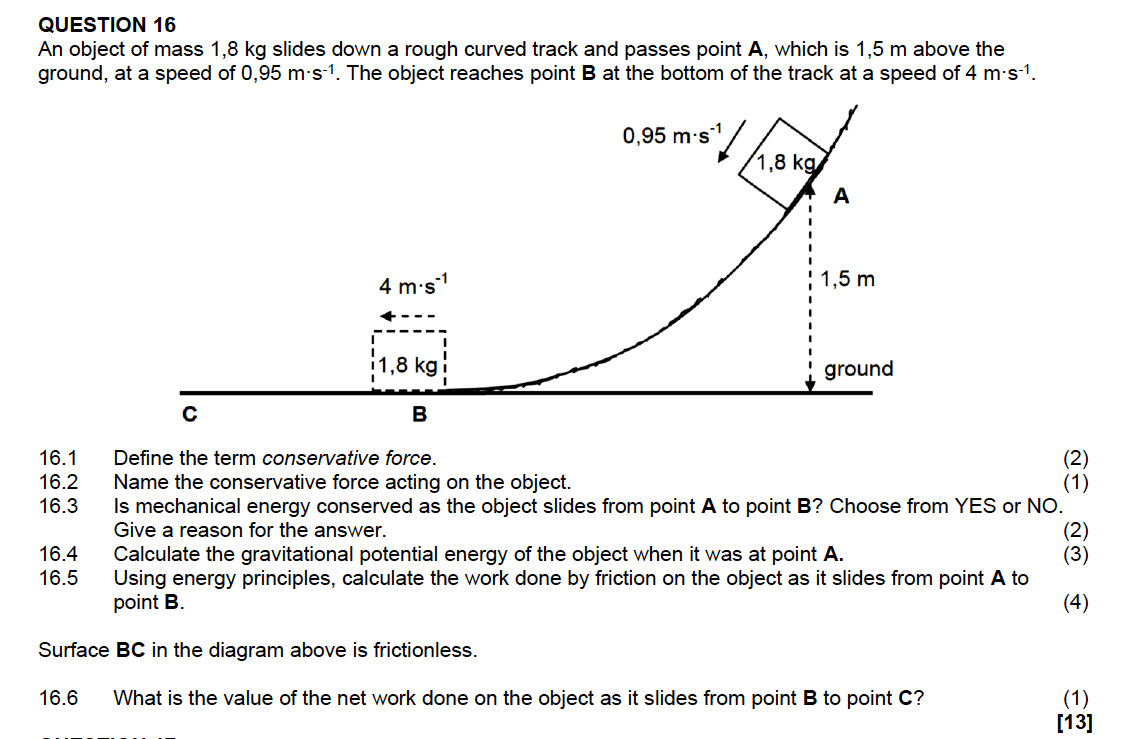 QUESTION 16
An object of mass 1,8 kg slides down a rough curved track and passes point A, which is 1,5 m above the
ground, at a speed of 0,95 m·s-1. The object reaches point B at the bottom of the track at a speed of 4 m·s-1.
0,95 m·s-1
1,8 kg
A
4 m·s-1
1,5 m
1,8 kg
ground
C
B
16.1 Define the term conservative force. (2)
16.2 Name the conservative force acting on the object. (1)
16.3 Is mechanical energy conserved as the object slides from point A to point B? Choose from YES or NO.
Give a reason for the answer. (2)
16.4 Calculate the gravitational potential energy of the object when it was at point A. (3)
16.5 Using energy principles, calculate the work done by friction on the object as it slides from point A to
point B. (4)
Surface BC in the diagram above is frictionless.
16.6 What is the value of the net work done on the object as it slides from point B to point C? (1)
[13]